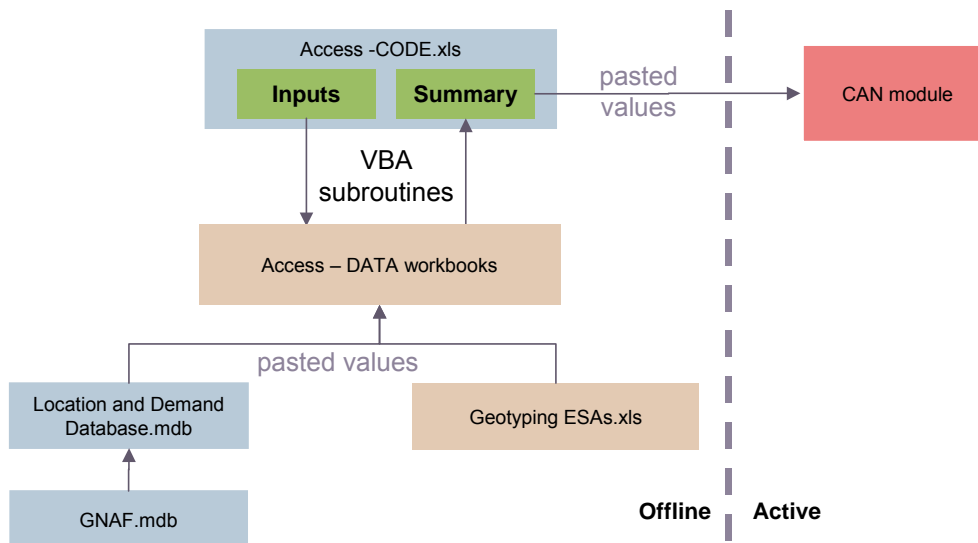 Access -CODE.xls
Inputs
Summary
pasted
values
CAN module
VBA
subroutines
Access – DATA workbooks
pasted values
Location and Demand
Database.mdb
Geotyping ESAs.xls
GNAF.mdb
Offline
Active